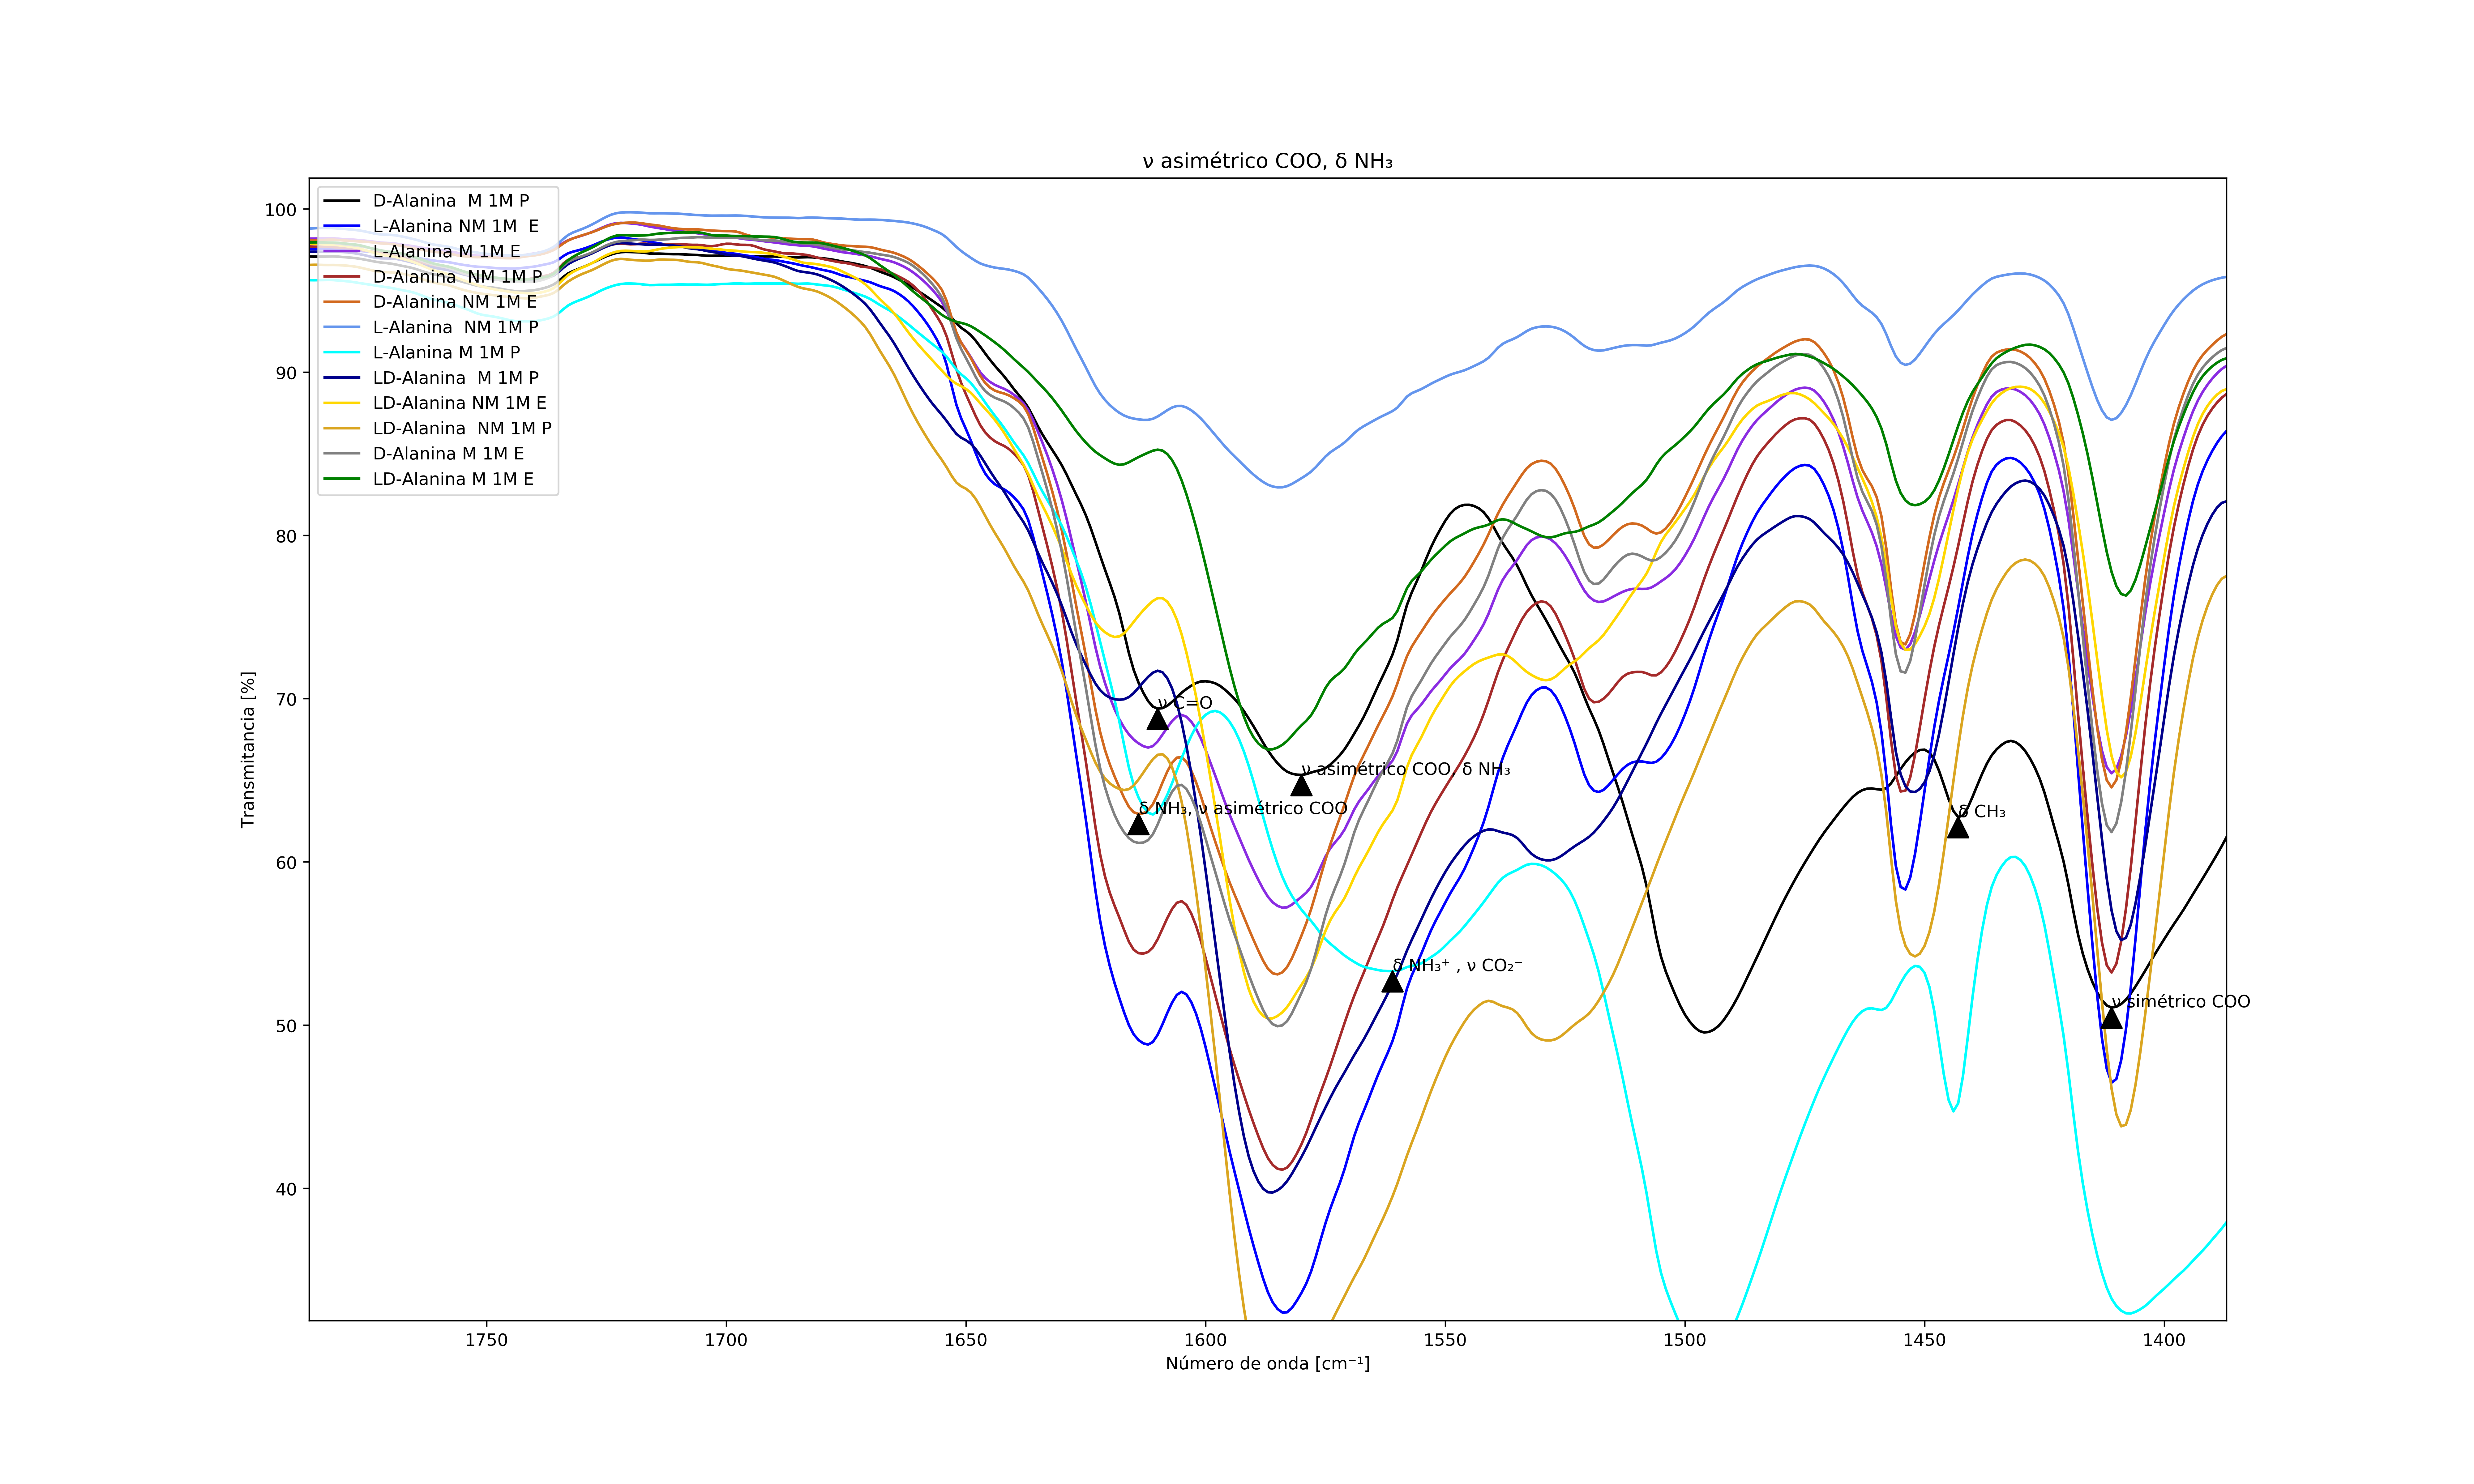 ν asimétrico COO, δ NH₃
D-Alanina  M 1M P
L-Alanina NM 1M  E
L-Alanina M 1M E
D-Alanina  NM 1M P
D-Alanina NM 1M E
L-Alanina  NM 1M P
L-Alanina M 1M P
LD-Alanina  M 1M P
LD-Alanina NM 1M E
LD-Alanina  NM 1M P
D-Alanina M 1M E
LD-Alanina M 1M E
100
90
80
70
60
50
40
Transmitancia [%]
ν C=O
ν asimétrico COO, δ NH₃
δ NH₃, ν asimétrico COO
δ CH₃
δ NH₃⁺ , ν CO₂⁻
ν simétrico COO
1750
1700
1650
1600
1550
1500
1450
1400
Número de onda [cm⁻¹]